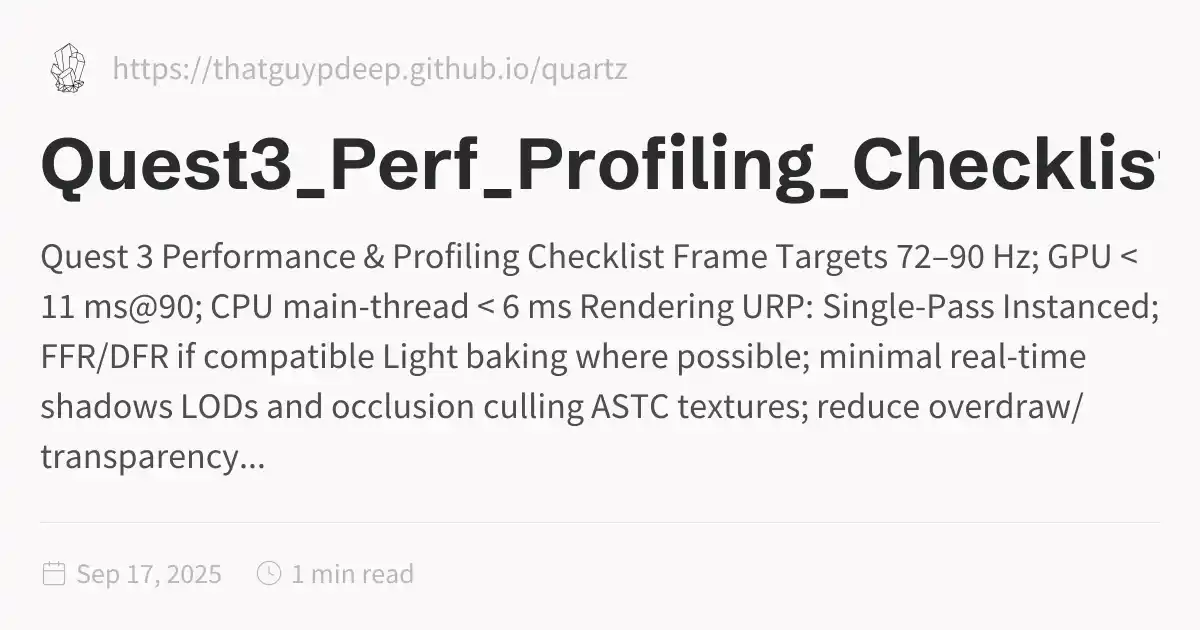 https://thatguypdeep.github.io/quartz
Quest3_Perf_Profiling_Checklis
Quest 3 Performance & Profiling Checklist Frame Targets 72–90 Hz; GPU <
11 ms@90; CPU main-thread < 6 ms Rendering URP: Single-Pass Instanced;
FFR/DFR if compatible Light baking where possible; minimal real-time
shadows LODs and occlusion culling ASTC textures; reduce overdraw/
transparency...
Sep 17, 2025 1 min read